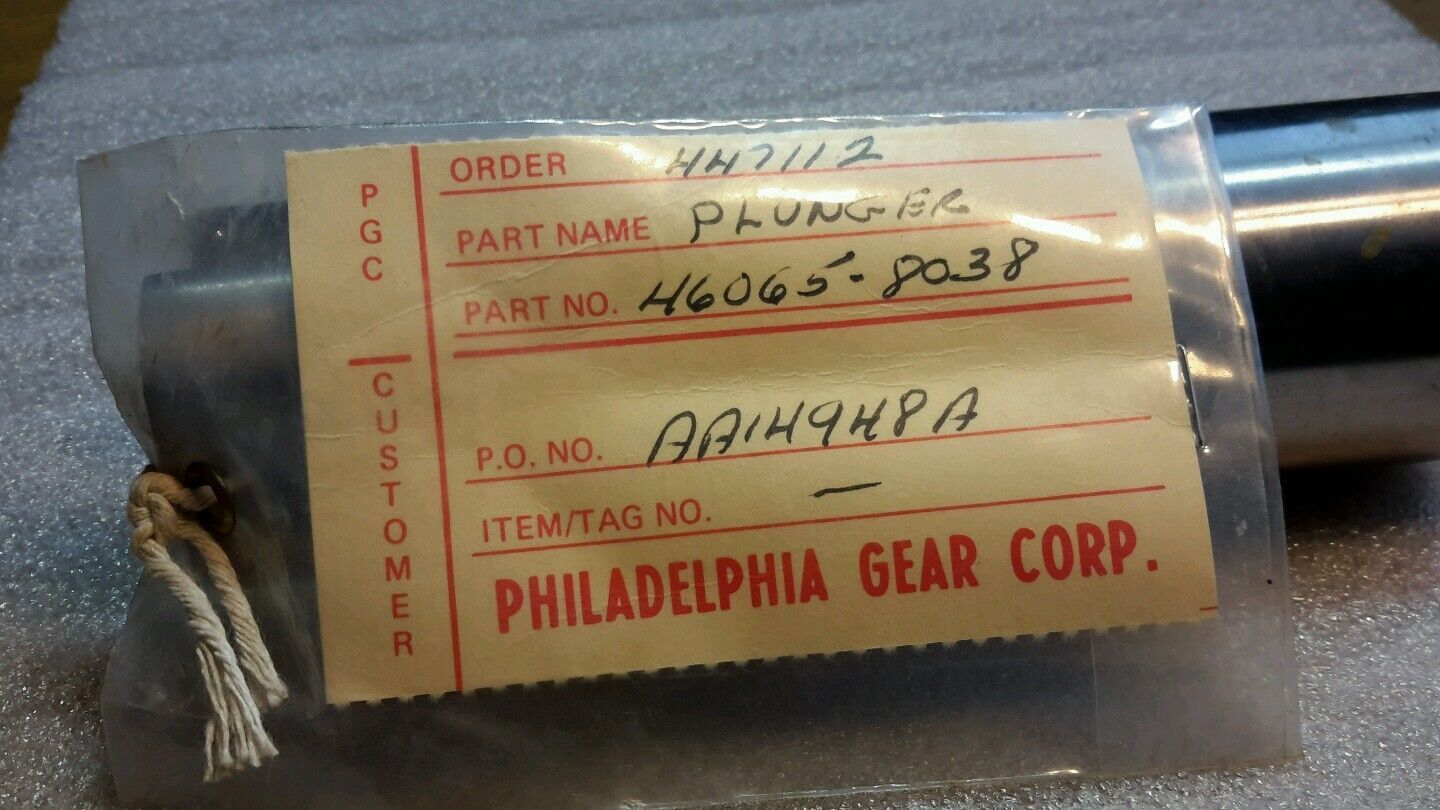 PGC
ORDER 447112
PART NAME PLUNGER
PART NO. 46065-8038
CUSTOMER
P.O. NO. AA14948A
ITEM/TAG NO. —
PHILADELPHIA GEAR CORP.